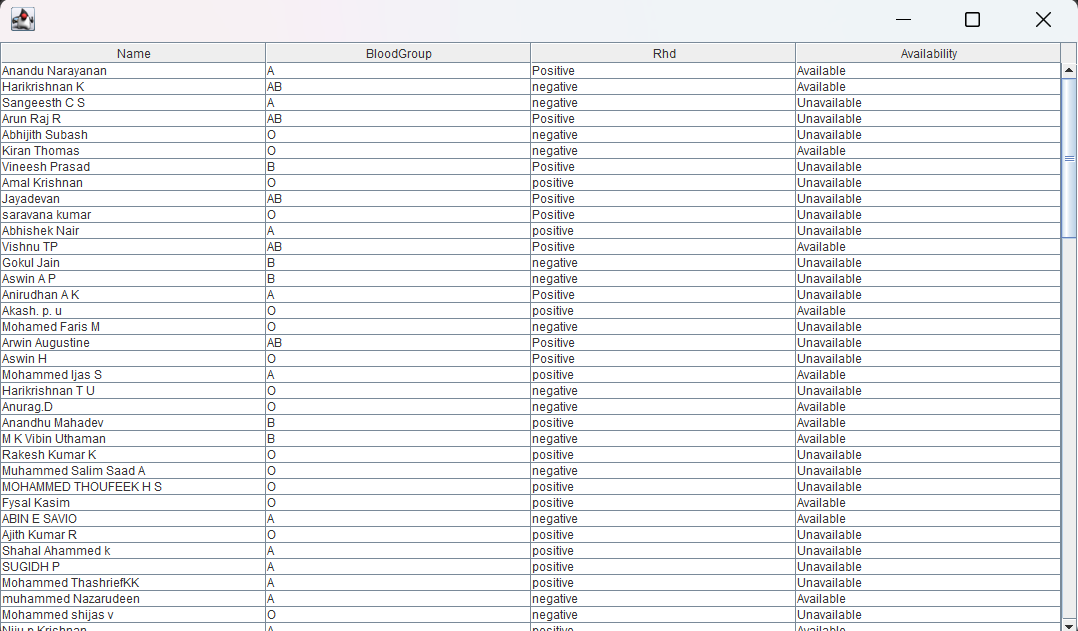 Name BloodGroup Rhd Availability
Anandu Narayanan A Positive Available
Harikrishnan K AB negative Available
Sangeesth C S A negative Unavailable
Arun Raj R AB Positive Unavailable
Abhijith Subash O negative Unavailable
Kiran Thomas O negative Available
Vineesh Prasad B Positive Unavailable
Amal Krishnan O positive Unavailable
Jayadevan AB Positive Unavailable
saravana kumar O Positive Unavailable
Abhishek Nair A positive Unavailable
Vishnu TP AB Positive Available
Gokul Jain B negative Unavailable
Aswin A P B negative Unavailable
Anirudhan A K A Positive Unavailable
Akash. p. u O positive Available
Mohamed Faris M O negative Unavailable
Arwin Augustine AB Positive Unavailable
Aswin H O Positive Unavailable
Mohammed Ijas S A positive Available
Harikrishnan T U O negative Unavailable
Anurag.D O negative Available
Anandhu Mahadev B positive Available
M K Vibin Uthaman B negative Available
Rakesh Kumar K O positive Unavailable
Muhammed Salim Saad A O negative Unavailable
MOHAMMED THOUFEEK H S O positive Unavailable
Fysal Kasim O positive Available
ABIN E SAVIO A negative Available
Ajith Kumar R O positive Unavailable
Shahal Ahammed k A positive Unavailable
SUGIDH P A positive Unavailable
Mohammed ThashriefKK A positive Unavailable
muhammed Nazarudeen A negative Available
Mohammed shijas v O negative Unavailable
Niju p Krishnan A positive Available